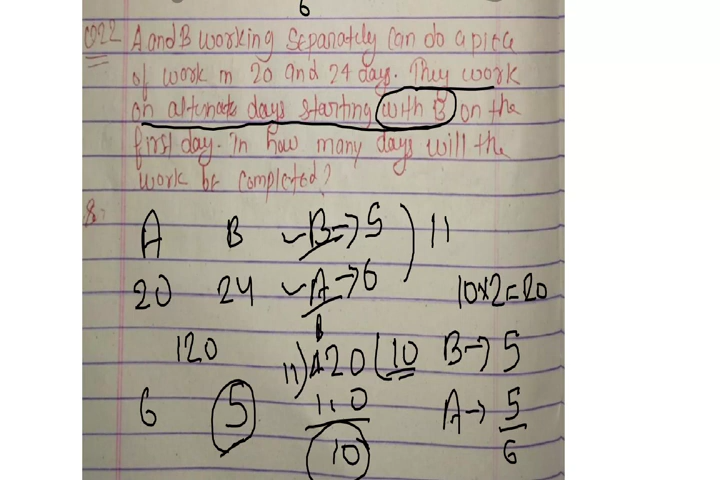 6
Q22 A and B working separately can do a piece
of work in 20 and 24 days. They work
on alternate days starting with B on the
first day. In how many days will the
work be completed?
A B B→5 ) 11
20 24 A→6 10×2=20
120 11)120(10 B→5
6 5 110 A→5/6
10